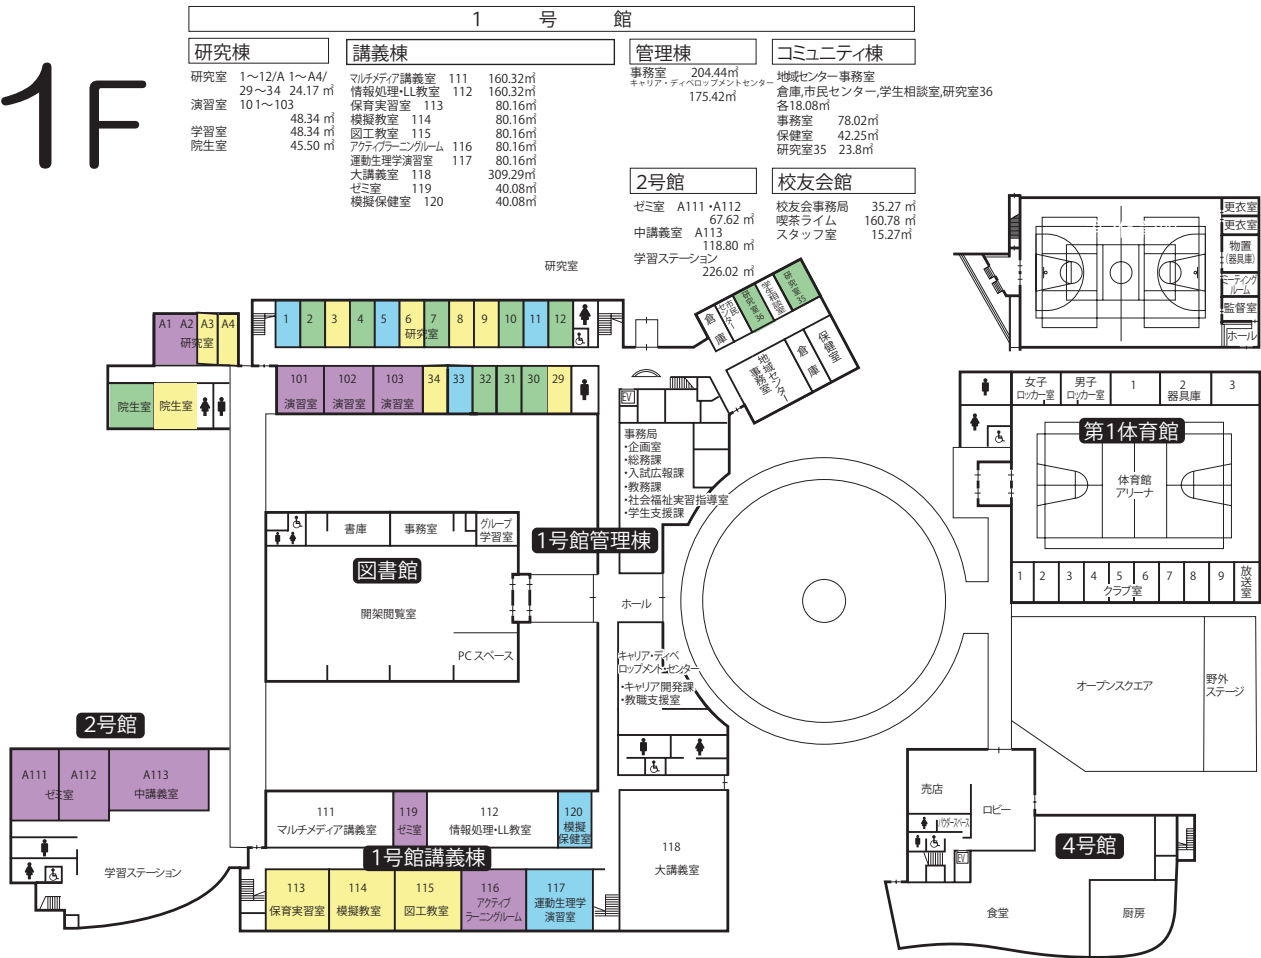 1号館
1F
研究棟
研究室 1～12/A 1～A4/
29～34 24.17 ㎡
演習室 101～103
48.34 ㎡
学習室 48.34 ㎡
院生室 45.50 ㎡
講義棟
マルチメディア講義室 111 160.32㎡
情報処理・LL教室 112 160.32㎡
保育実習室 113 80.16㎡
模擬教室 114 80.16㎡
図工教室 115 80.16㎡
アクティブラーニングルーム 116 80.16㎡
運動生理学演習室 117 80.16㎡
大講義室 118 309.29㎡
ゼミ室 119 40.08㎡
模擬保健室 120 40.08㎡
管理棟
事務室 204.44㎡
キャリア・ディベロップメントセンター
175.42㎡
コミュニティ棟
地域センター事務室
倉庫,市民センター,学生相談室,研究室36
各18.08㎡
事務室 78.02㎡
保健室 42.25㎡
研究室35 23.8㎡
2号館
ゼミ室 A111・A112
67.62 ㎡
中講義室 A113
118.80 ㎡
学習ステーション
226.02 ㎡
校友会館
校友会事務局 35.27 ㎡
喫茶ライム 160.78 ㎡
スタッフ室 15.27㎡
研究室
倉庫
市民センター
研究室36
学生相談室
研究室35
地域センター事務室
倉庫
保健室
更衣室
更衣室
物置
(器具庫)
ミーティング
ルーム
監督室
ホール
A1 A2 A3 A4
研究室
1 2 3 4 5 6 7 8 9 10 11 12
研究室
101 102 103 34 33 32 31 30 29
演習室 演習室 演習室
院生室 院生室
EV
事務局
・企画室
・総務課
・入試広報課
・教務課
・社会福祉実習指導室
・学生支援課
女子
ロッカー室
男子
ロッカー室
1
2
器具庫
3
第1体育館
体育館
アリーナ
1 2 3 4 5 6 7 8 9
クラブ室
放送室
書庫
事務室
グループ
学習室
1号館管理棟
図書館
開架閲覧室
PCスペース
ホール
キャリア・ディベ
ロップメント・センター
・キャリア開発課
・教職支援室
オープンスクエア
野外
ステージ
2号館
A111 A112
ゼミ室
A113
中講義室
学習ステーション
111
マルチメディア講義室
119
ゼミ室
112
情報処理・LL教室
120
模擬
保健室
1号館講義棟
113
保育実習室
114
模擬教室
115
図工教室
116
アクティブ
ラーニングルーム
117
運動生理学
演習室
118
大講義室
売店
ロビー
パウダースペース
EV
4号館
食堂
厨房